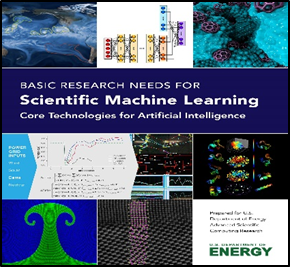 BASIC RESEARCH NEEDS FOR
Scientific Machine Learning
Core Technologies for Artificial Intelligence
POWER
GRID
INPUTS
Prepared for U.S.
Department of Energy
Advanced Scientific
Computing Research
U.S. DEPARTMENT OF
ENERGY